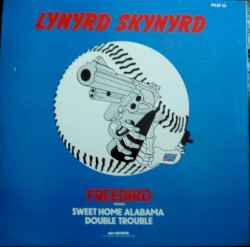 LYNYRD SKYNYRD
FREEBIRD
SWEET HOME ALABAMA
DOUBLE TROUBLE